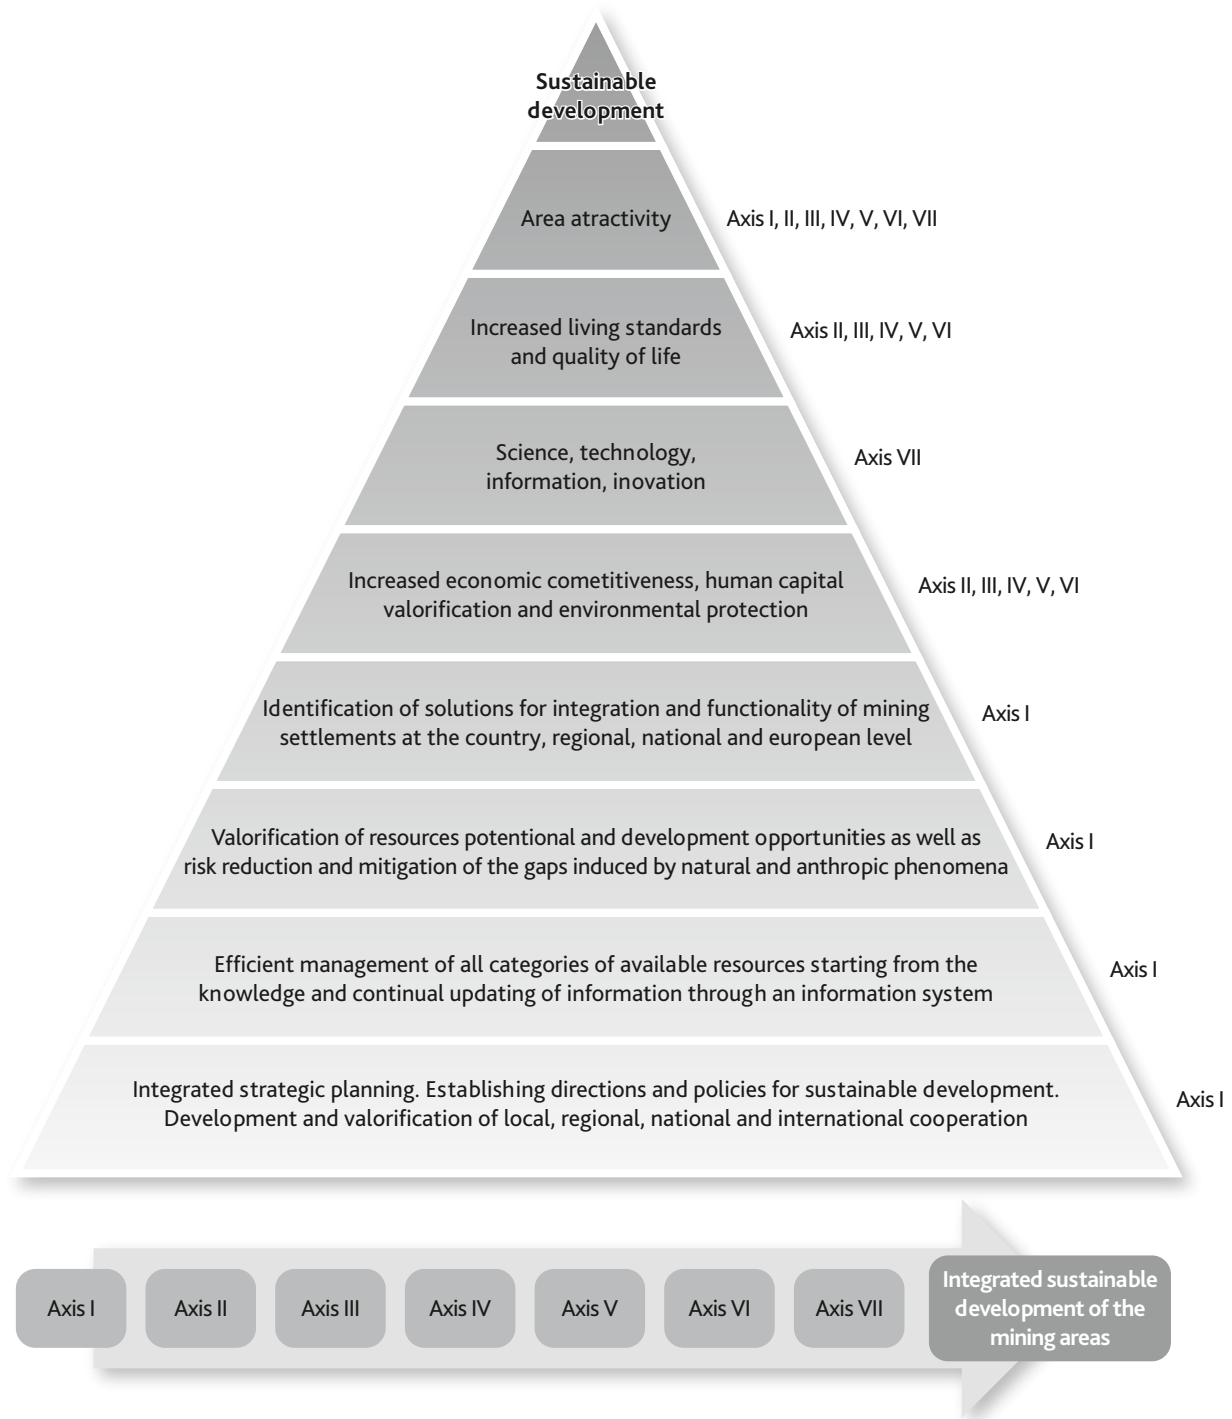 Sustainable
development
Area atractivity
Axis I, II, III, IV, V, VI, VII
Increased living standards
and quality of life
Axis II, III, IV, V, VI
Science, technology,
information, inovation
Axis VII
Increased economic cometitiveness, human capital
valorification and environmental protection
Axis II, III, IV, V, VI
Identification of solutions for integration and functionality of mining
settlements at the country, regional, national and european level
Axis I
Valorification of resources potentional and development opportunities as well as
risk reduction and mitigation of the gaps induced by natural and anthropic phenomena
Axis I
Efficient management of all categories of available resources starting from the
knowledge and continual updating of information through an information system
Axis I
Integrated strategic planning. Establishing directions and policies for sustainable development.
Development and valorification of local, regional, national and international cooperation
Axis I
Axis I
Axis II
Axis III
Axis IV
Axis V
Axis VI
Axis VII
Integrated sustainable
development of the
mining areas